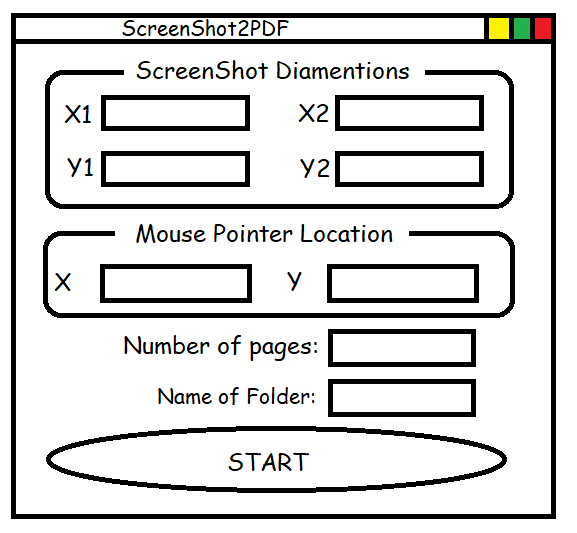 ScreenShot2PDF
ScreenShot Diamentions
X1 X2
Y1 Y2
Mouse Pointer Location
X Y
Number of pages:
Name of Folder:
START